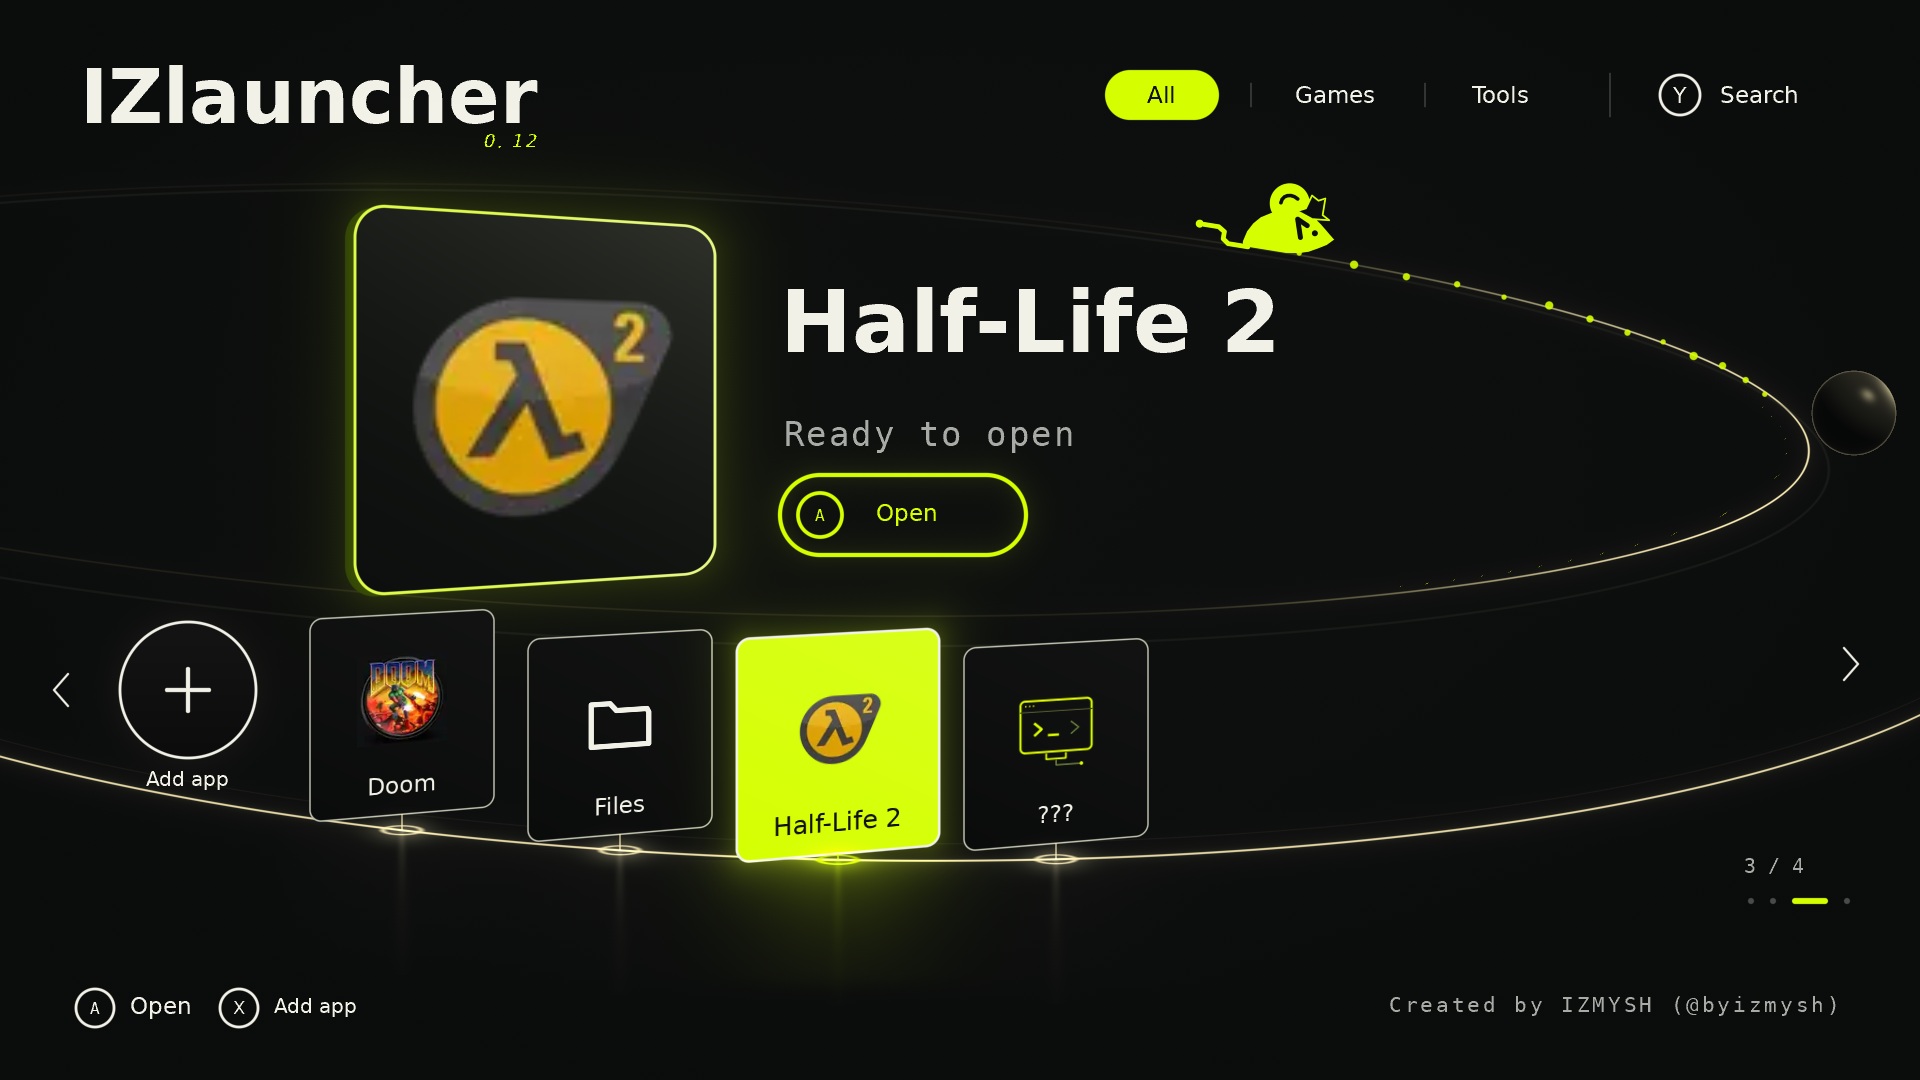 IZlauncher
0.12
All
Games
Tools
Y
Search
2
Half-Life 2
Ready to open
A
Open
Add app
DOOM
Doom
Files
2
Half-Life 2
???
3 / 4
A
Open
X
Add app
Created by IZMYSH (@byizmysh)